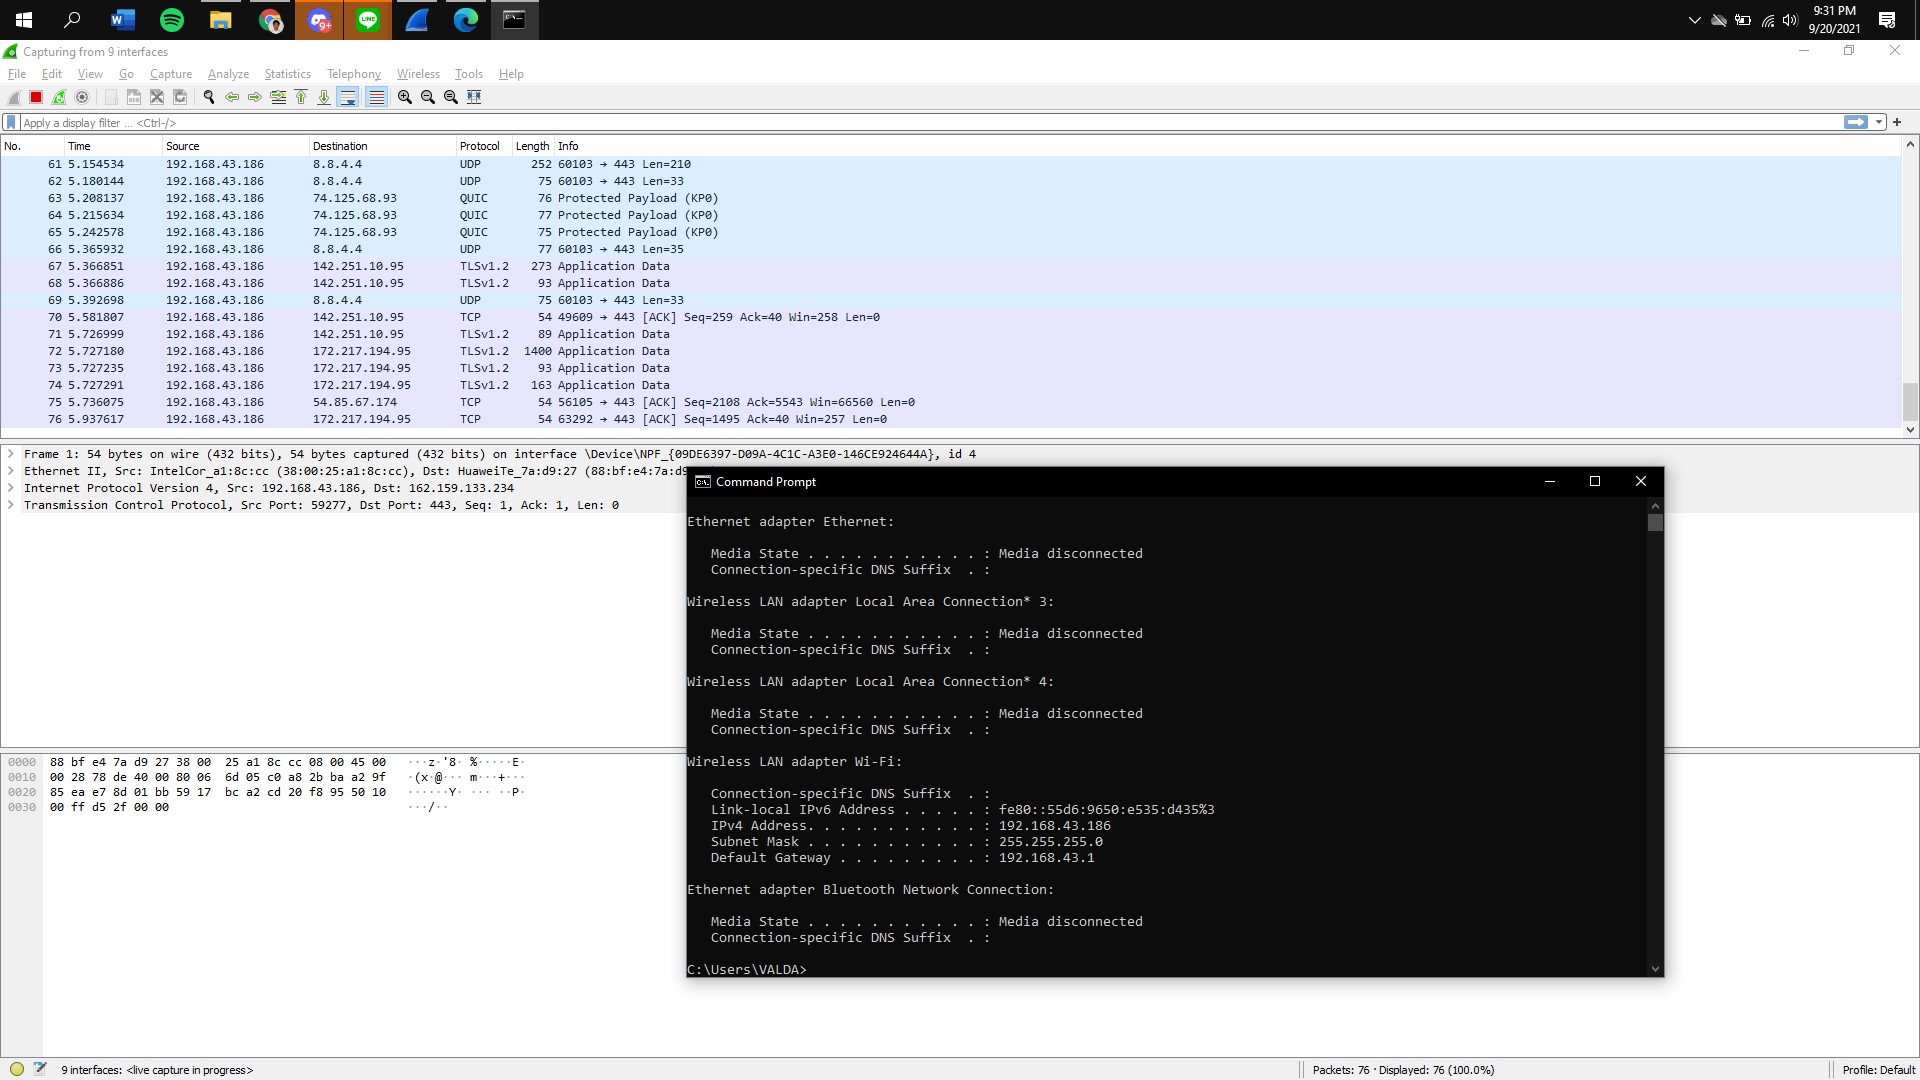 9+
LINE
9:31 PM
9/20/2021
Capturing from 9 interfaces
File Edit View Go Capture Analyze Statistics Telephony Wireless Tools Help
Apply a display filter ... <Ctrl-/>
No. Time Source Destination Protocol Length Info
61 5.154534 192.168.43.186 8.8.4.4 UDP 252 60103 → 443 Len=210
62 5.180144 192.168.43.186 8.8.4.4 UDP 75 60103 → 443 Len=33
63 5.208137 192.168.43.186 74.125.68.93 QUIC 76 Protected Payload (KP0)
64 5.215634 192.168.43.186 74.125.68.93 QUIC 77 Protected Payload (KP0)
65 5.242578 192.168.43.186 74.125.68.93 QUIC 75 Protected Payload (KP0)
66 5.365932 192.168.43.186 8.8.4.4 UDP 77 60103 → 443 Len=35
67 5.366851 192.168.43.186 142.251.10.95 TLSv1.2 273 Application Data
68 5.366886 192.168.43.186 142.251.10.95 TLSv1.2 93 Application Data
69 5.392698 192.168.43.186 8.8.4.4 UDP 75 60103 → 443 Len=33
70 5.581807 192.168.43.186 142.251.10.95 TCP 54 49609 → 443 [ACK] Seq=259 Ack=40 Win=258 Len=0
71 5.726999 192.168.43.186 142.251.10.95 TLSv1.2 89 Application Data
72 5.727180 192.168.43.186 172.217.194.95 TLSv1.2 1400 Application Data
73 5.727235 192.168.43.186 172.217.194.95 TLSv1.2 93 Application Data
74 5.727291 192.168.43.186 172.217.194.95 TLSv1.2 163 Application Data
75 5.736075 192.168.43.186 54.85.67.174 TCP 54 56105 → 443 [ACK] Seq=2108 Ack=5543 Win=66560 Len=0
76 5.937617 192.168.43.186 172.217.194.95 TCP 54 63292 → 443 [ACK] Seq=1495 Ack=40 Win=257 Len=0
Frame 1: 54 bytes on wire (432 bits), 54 bytes captured (432 bits) on interface \Device\NPF_{09DE6397-D09A-4C1C-A3E0-146CE924644A}, id 4
Ethernet II, Src: IntelCor_a1:8c:cc (38:00:25:a1:8c:cc), Dst: HuaweiTe_7a:d9:27 (88:bf:e4:7a:d9
Internet Protocol Version 4, Src: 192.168.43.186, Dst: 162.159.133.234
Transmission Control Protocol, Src Port: 59277, Dst Port: 443, Seq: 1, Ack: 1, Len: 0
0000 88 bf e4 7a d9 27 38 00 25 a1 8c cc 08 00 45 00 ···z·'8· %·····E·
0010 00 28 78 de 40 00 80 06 6d 05 c0 a8 2b ba a2 9f ·(x·@··· m···+···
0020 85 ea e7 8d 01 bb 59 17 bc a2 cd 20 f8 95 50 10 ······Y· ··· ··P·
0030 00 ff d5 2f 00 00 ···/··
Command Prompt
Ethernet adapter Ethernet:
Media State . . . . . . . . . . . : Media disconnected
Connection-specific DNS Suffix . :
Wireless LAN adapter Local Area Connection* 3:
Media State . . . . . . . . . . . : Media disconnected
Connection-specific DNS Suffix . :
Wireless LAN adapter Local Area Connection* 4:
Media State . . . . . . . . . . . : Media disconnected
Connection-specific DNS Suffix . :
Wireless LAN adapter Wi-Fi:
Connection-specific DNS Suffix . :
Link-local IPv6 Address . . . . . : fe80::55d6:9650:e535:d435%3
IPv4 Address. . . . . . . . . . . : 192.168.43.186
Subnet Mask . . . . . . . . . . . : 255.255.255.0
Default Gateway . . . . . . . . . : 192.168.43.1
Ethernet adapter Bluetooth Network Connection:
Media State . . . . . . . . . . . : Media disconnected
Connection-specific DNS Suffix . :
C:\Users\VALDA>
9 interfaces: <live capture in progress>
Packets: 76 · Displayed: 76 (100.0%)
Profile: Default